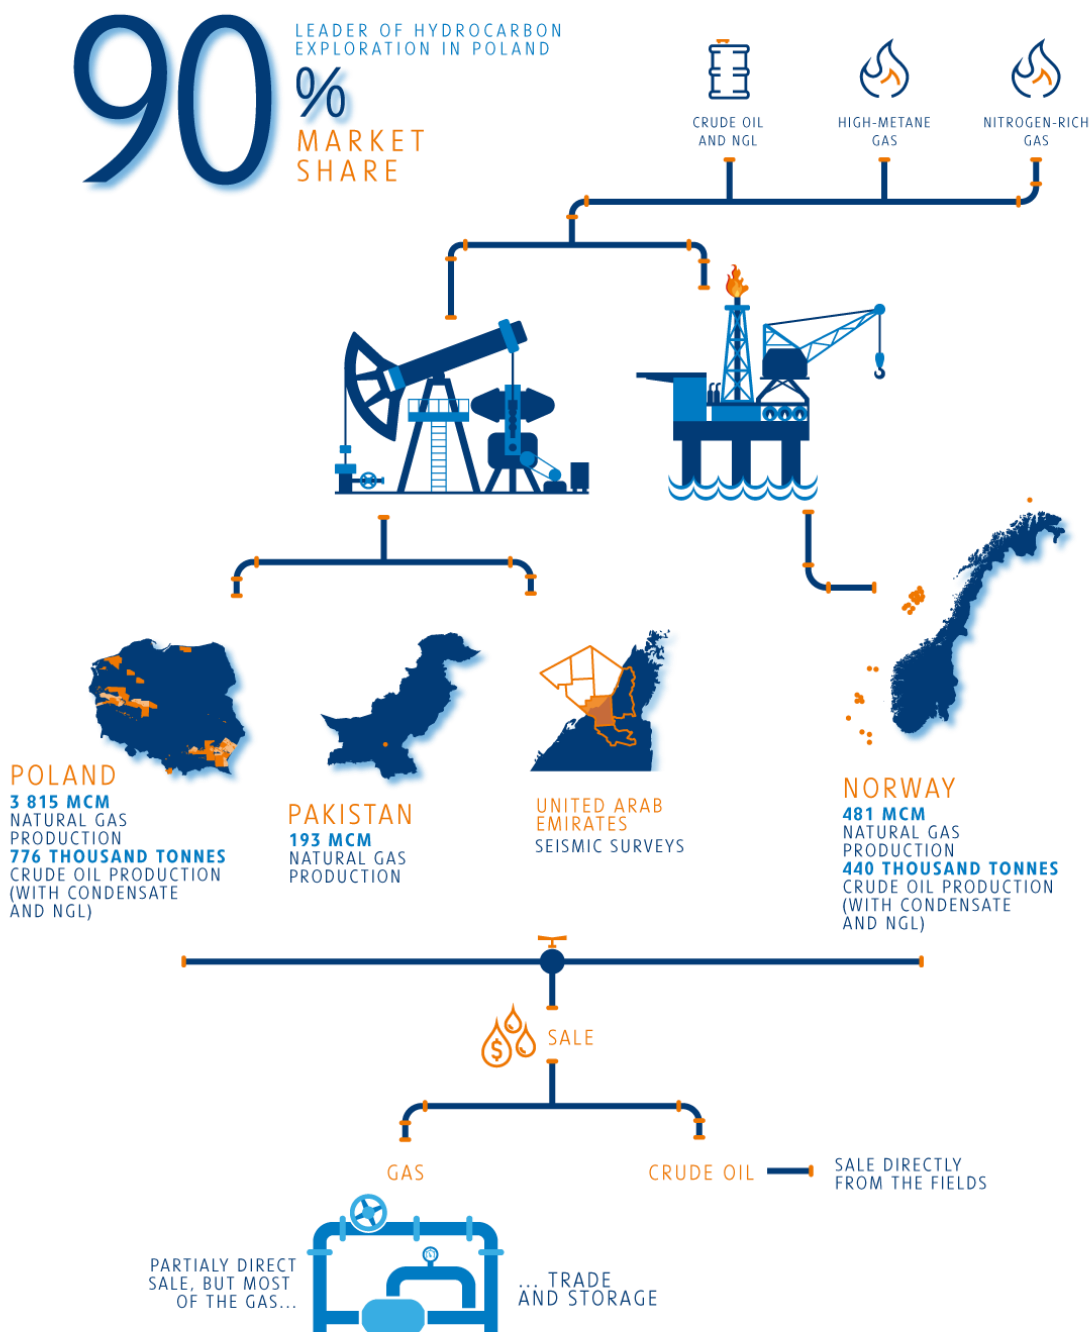 90
LEADER OF HYDROCARBON
EXPLORATION IN POLAND
%
MARKET
SHARE
CRUDE OIL
AND NGL
HIGH-METANE
GAS
NITROGEN-RICH
GAS
POLAND
3 815 MCM
NATURAL GAS
PRODUCTION
776 THOUSAND TONNES
CRUDE OIL PRODUCTION
(WITH CONDENSATE
AND NGL)
PAKISTAN
193 MCM
NATURAL GAS
PRODUCTION
UNITED ARAB
EMIRATES
SEISMIC SURVEYS
NORWAY
481 MCM
NATURAL GAS
PRODUCTION
440 THOUSAND TONNES
CRUDE OIL PRODUCTION
(WITH CONDENSATE
AND NGL)
$
SALE
GAS
CRUDE OIL
SALE DIRECTLY
FROM THE FIELDS
PARTIALY DIRECT
SALE, BUT MOST
OF THE GAS...
... TRADE
AND STORAGE